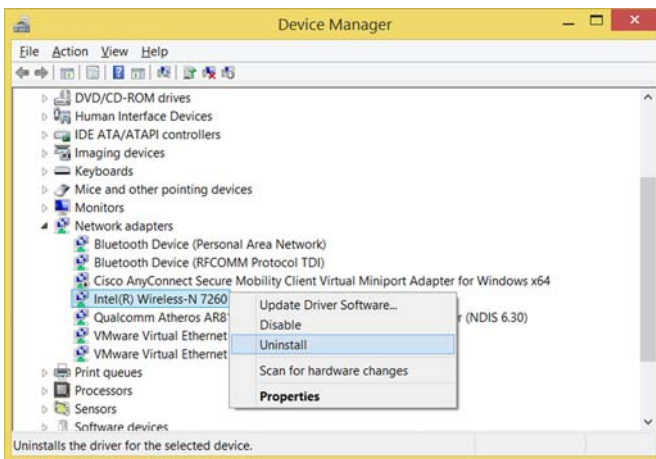 Device Manager
File Action View Help
DVD/CD-ROM drives
Human Interface Devices
IDE ATA/ATAPI controllers
Imaging devices
Keyboards
Mice and other pointing devices
Monitors
Network adapters
Bluetooth Device (Personal Area Network)
Bluetooth Device (RFCOMM Protocol TDI)
Cisco AnyConnect Secure Mobility Client Virtual Miniport Adapter for Windows x64
Intel(R) Wireless-N 7260
Update Driver Software...
Qualcomm Atheros AR81 r (NDIS 6.30)
Disable
VMware Virtual Ethernet
Uninstall
VMware Virtual Ethernet
Print queues
Scan for hardware changes
Processors
Properties
Sensors
Software devices
Uninstalls the driver for the selected device.